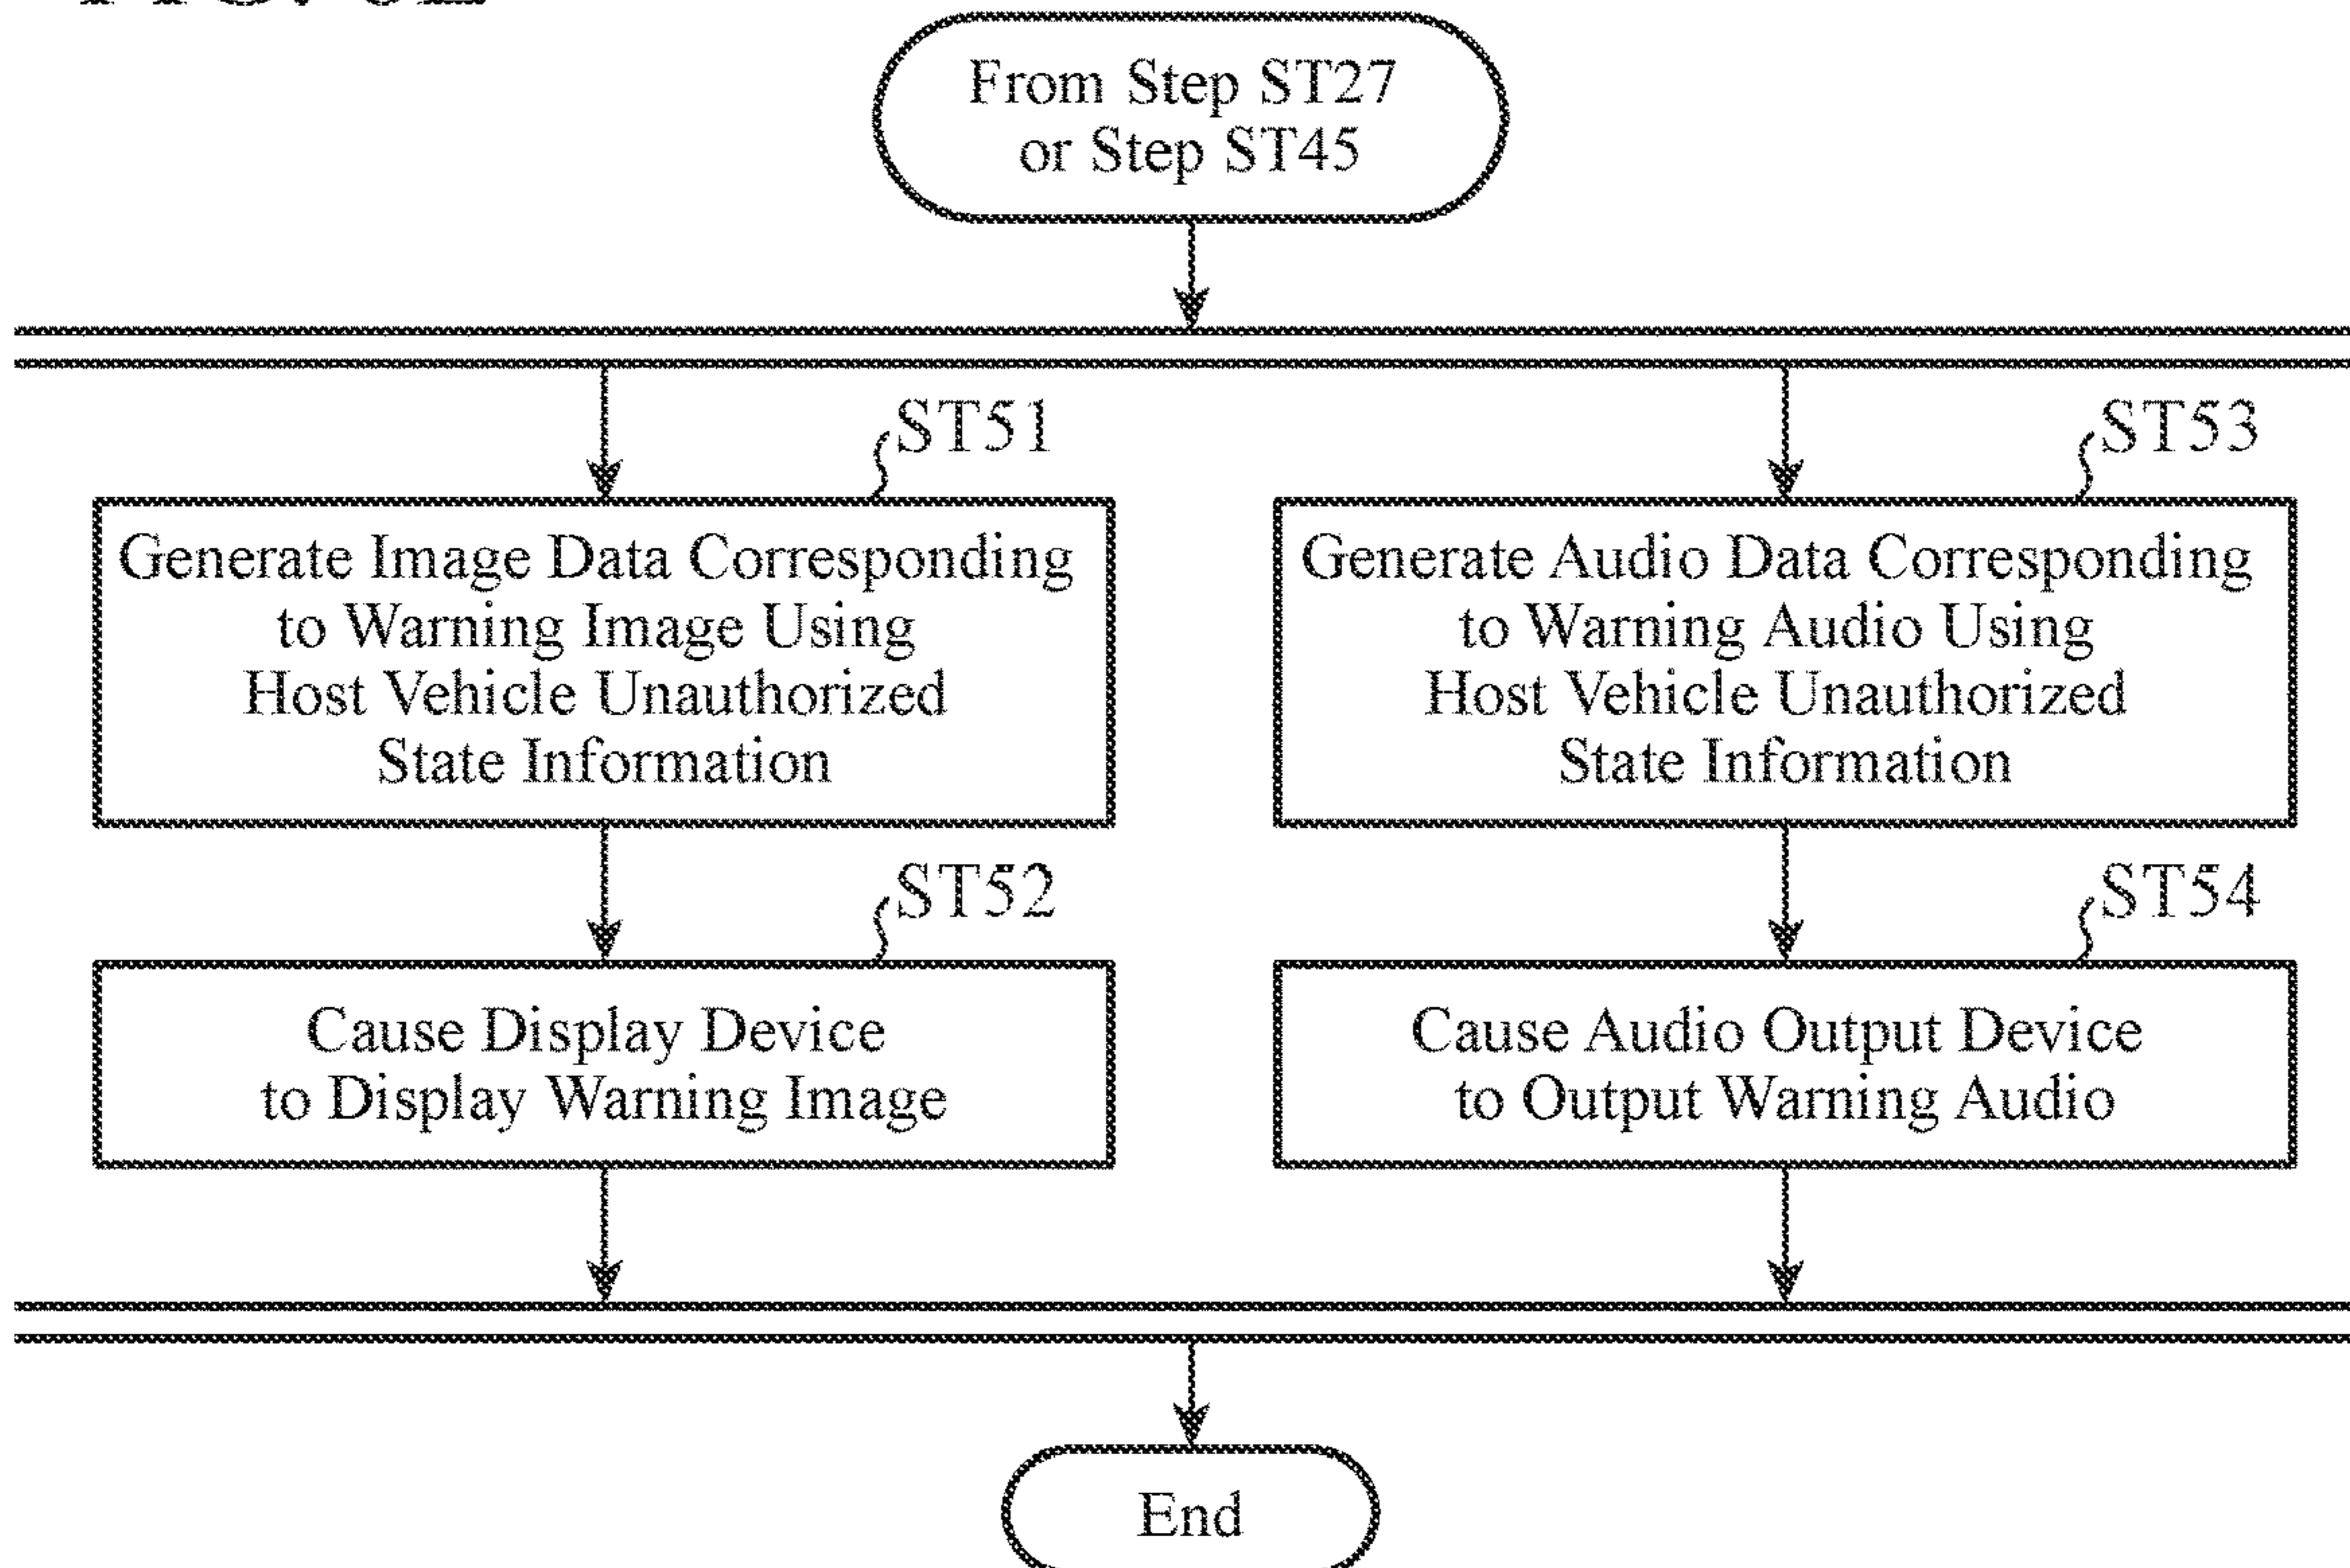 From Step ST27
or Step ST45
ST51
Generate Image Data Corresponding
to Warning Image Using
Host Vehicle Unauthorized
State Information
ST52
Cause Display Device
to Display Warning Image
ST53
Generate Audio Data Corresponding
to Warning Audio Using
Host Vehicle Unauthorized
State Information
ST54
Cause Audio Output Device
to Output Warning Audio
End